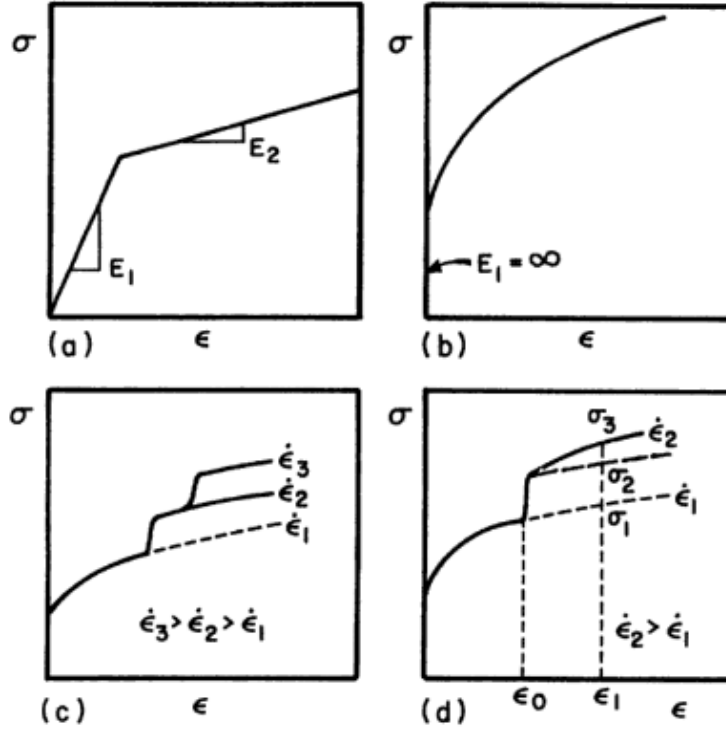 σ
E₂
E₁
(a)
ϵ
σ
E₁ = ∞
(b)
ϵ
σ
ϵ̇₃
ϵ̇₂
ϵ̇₁
ϵ̇₃ > ϵ̇₂ > ϵ̇₁
(c)
ϵ
σ
σ₃
ϵ̇₂
σ₂
ϵ̇₁
σ₁
ϵ̇₂ > ϵ̇₁
(d)
ϵ₀
ϵ₁
ϵ